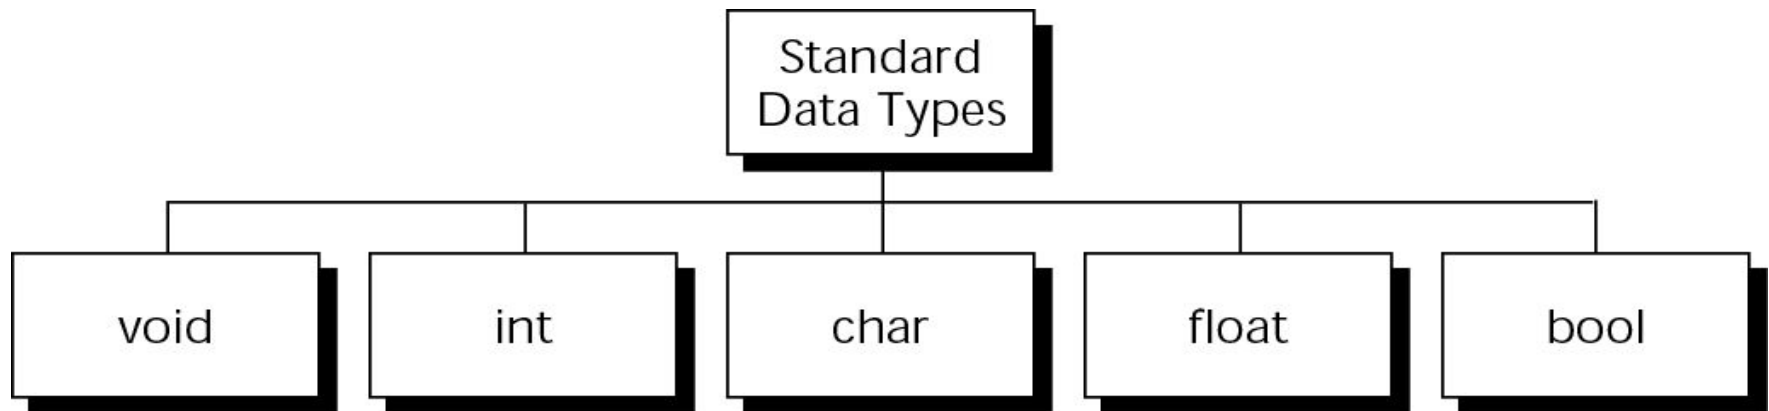 Standard
Data Types
void
int
char
float
bool